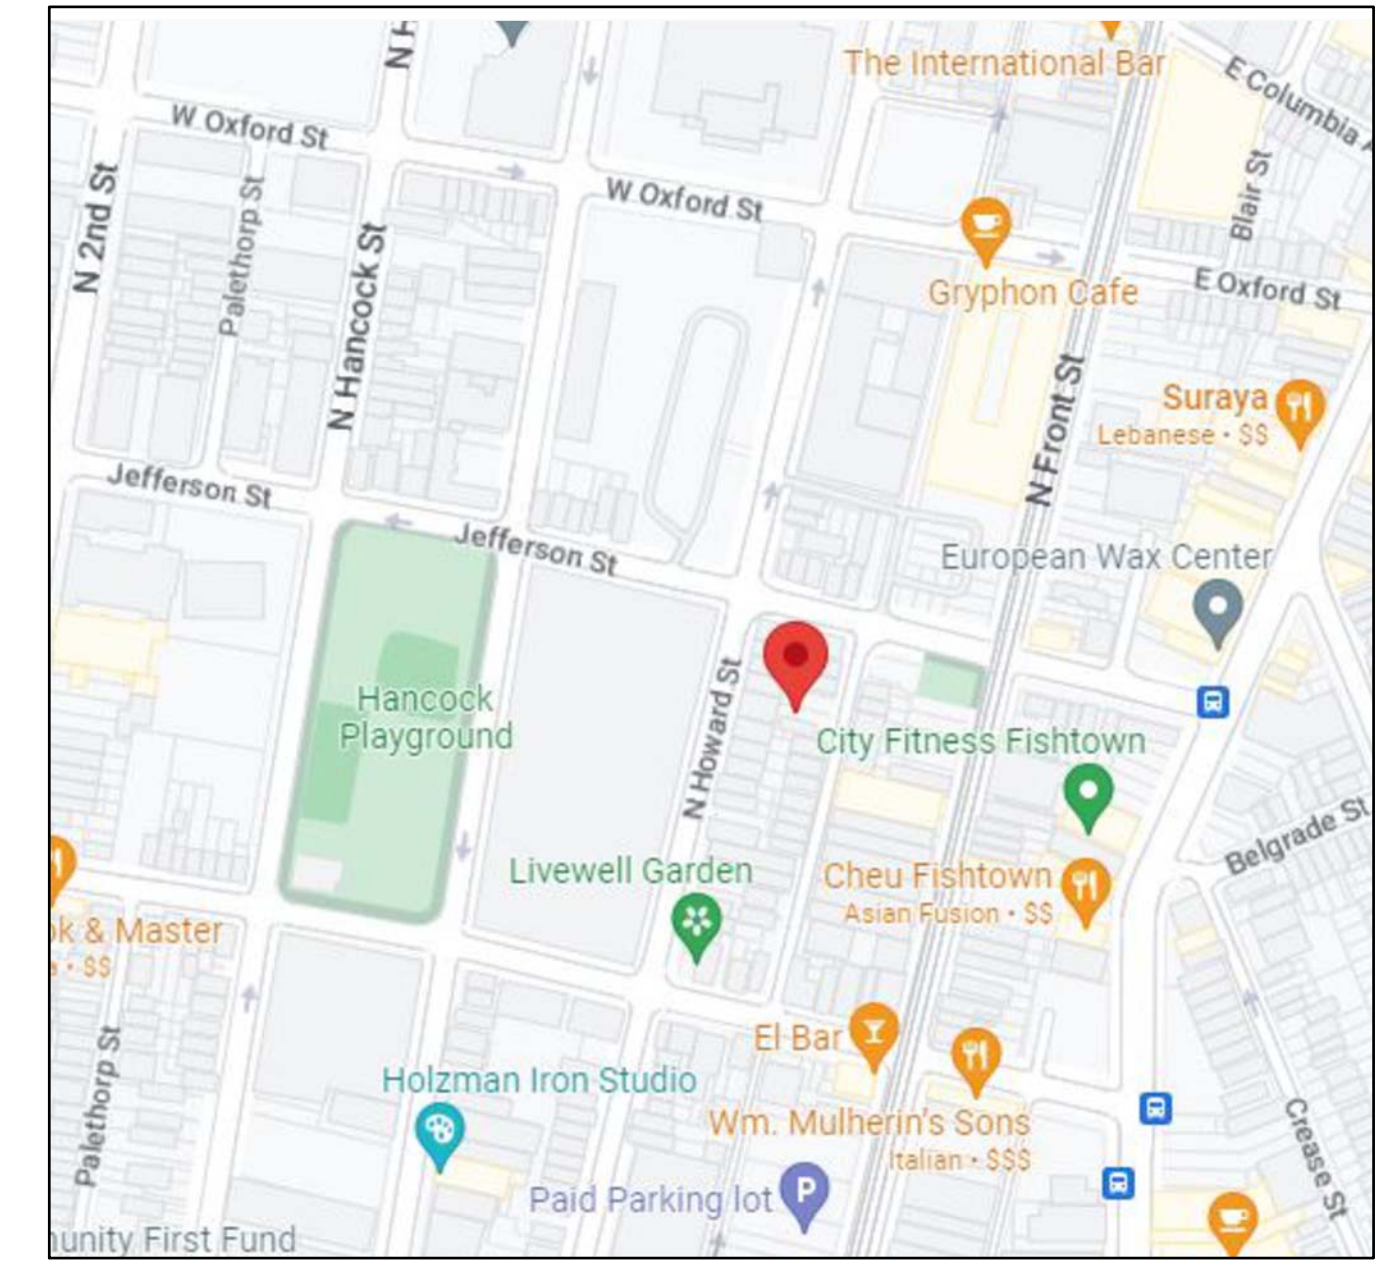 N H
The International Bar
E Columbia A
W Oxford St
N 2nd St
Palethorp St
N Hancock St
W Oxford St
Blair St
Gryphon Cafe
E Oxford St
N Front St
Suraya
Lebanese • $$
Jefferson St
Jefferson St
European Wax Center
Hancock
Playground
N Howard St
City Fitness Fishtown
Belgrade St
Livewell Garden
Cheu Fishtown
Asian Fusion • $$
ok & Master
• $$
El Bar
Palethorp St
Holzman Iron Studio
Wm. Mulherin's Sons
Italian • $$$
Crease St
Paid Parking lot
P
unity First Fund